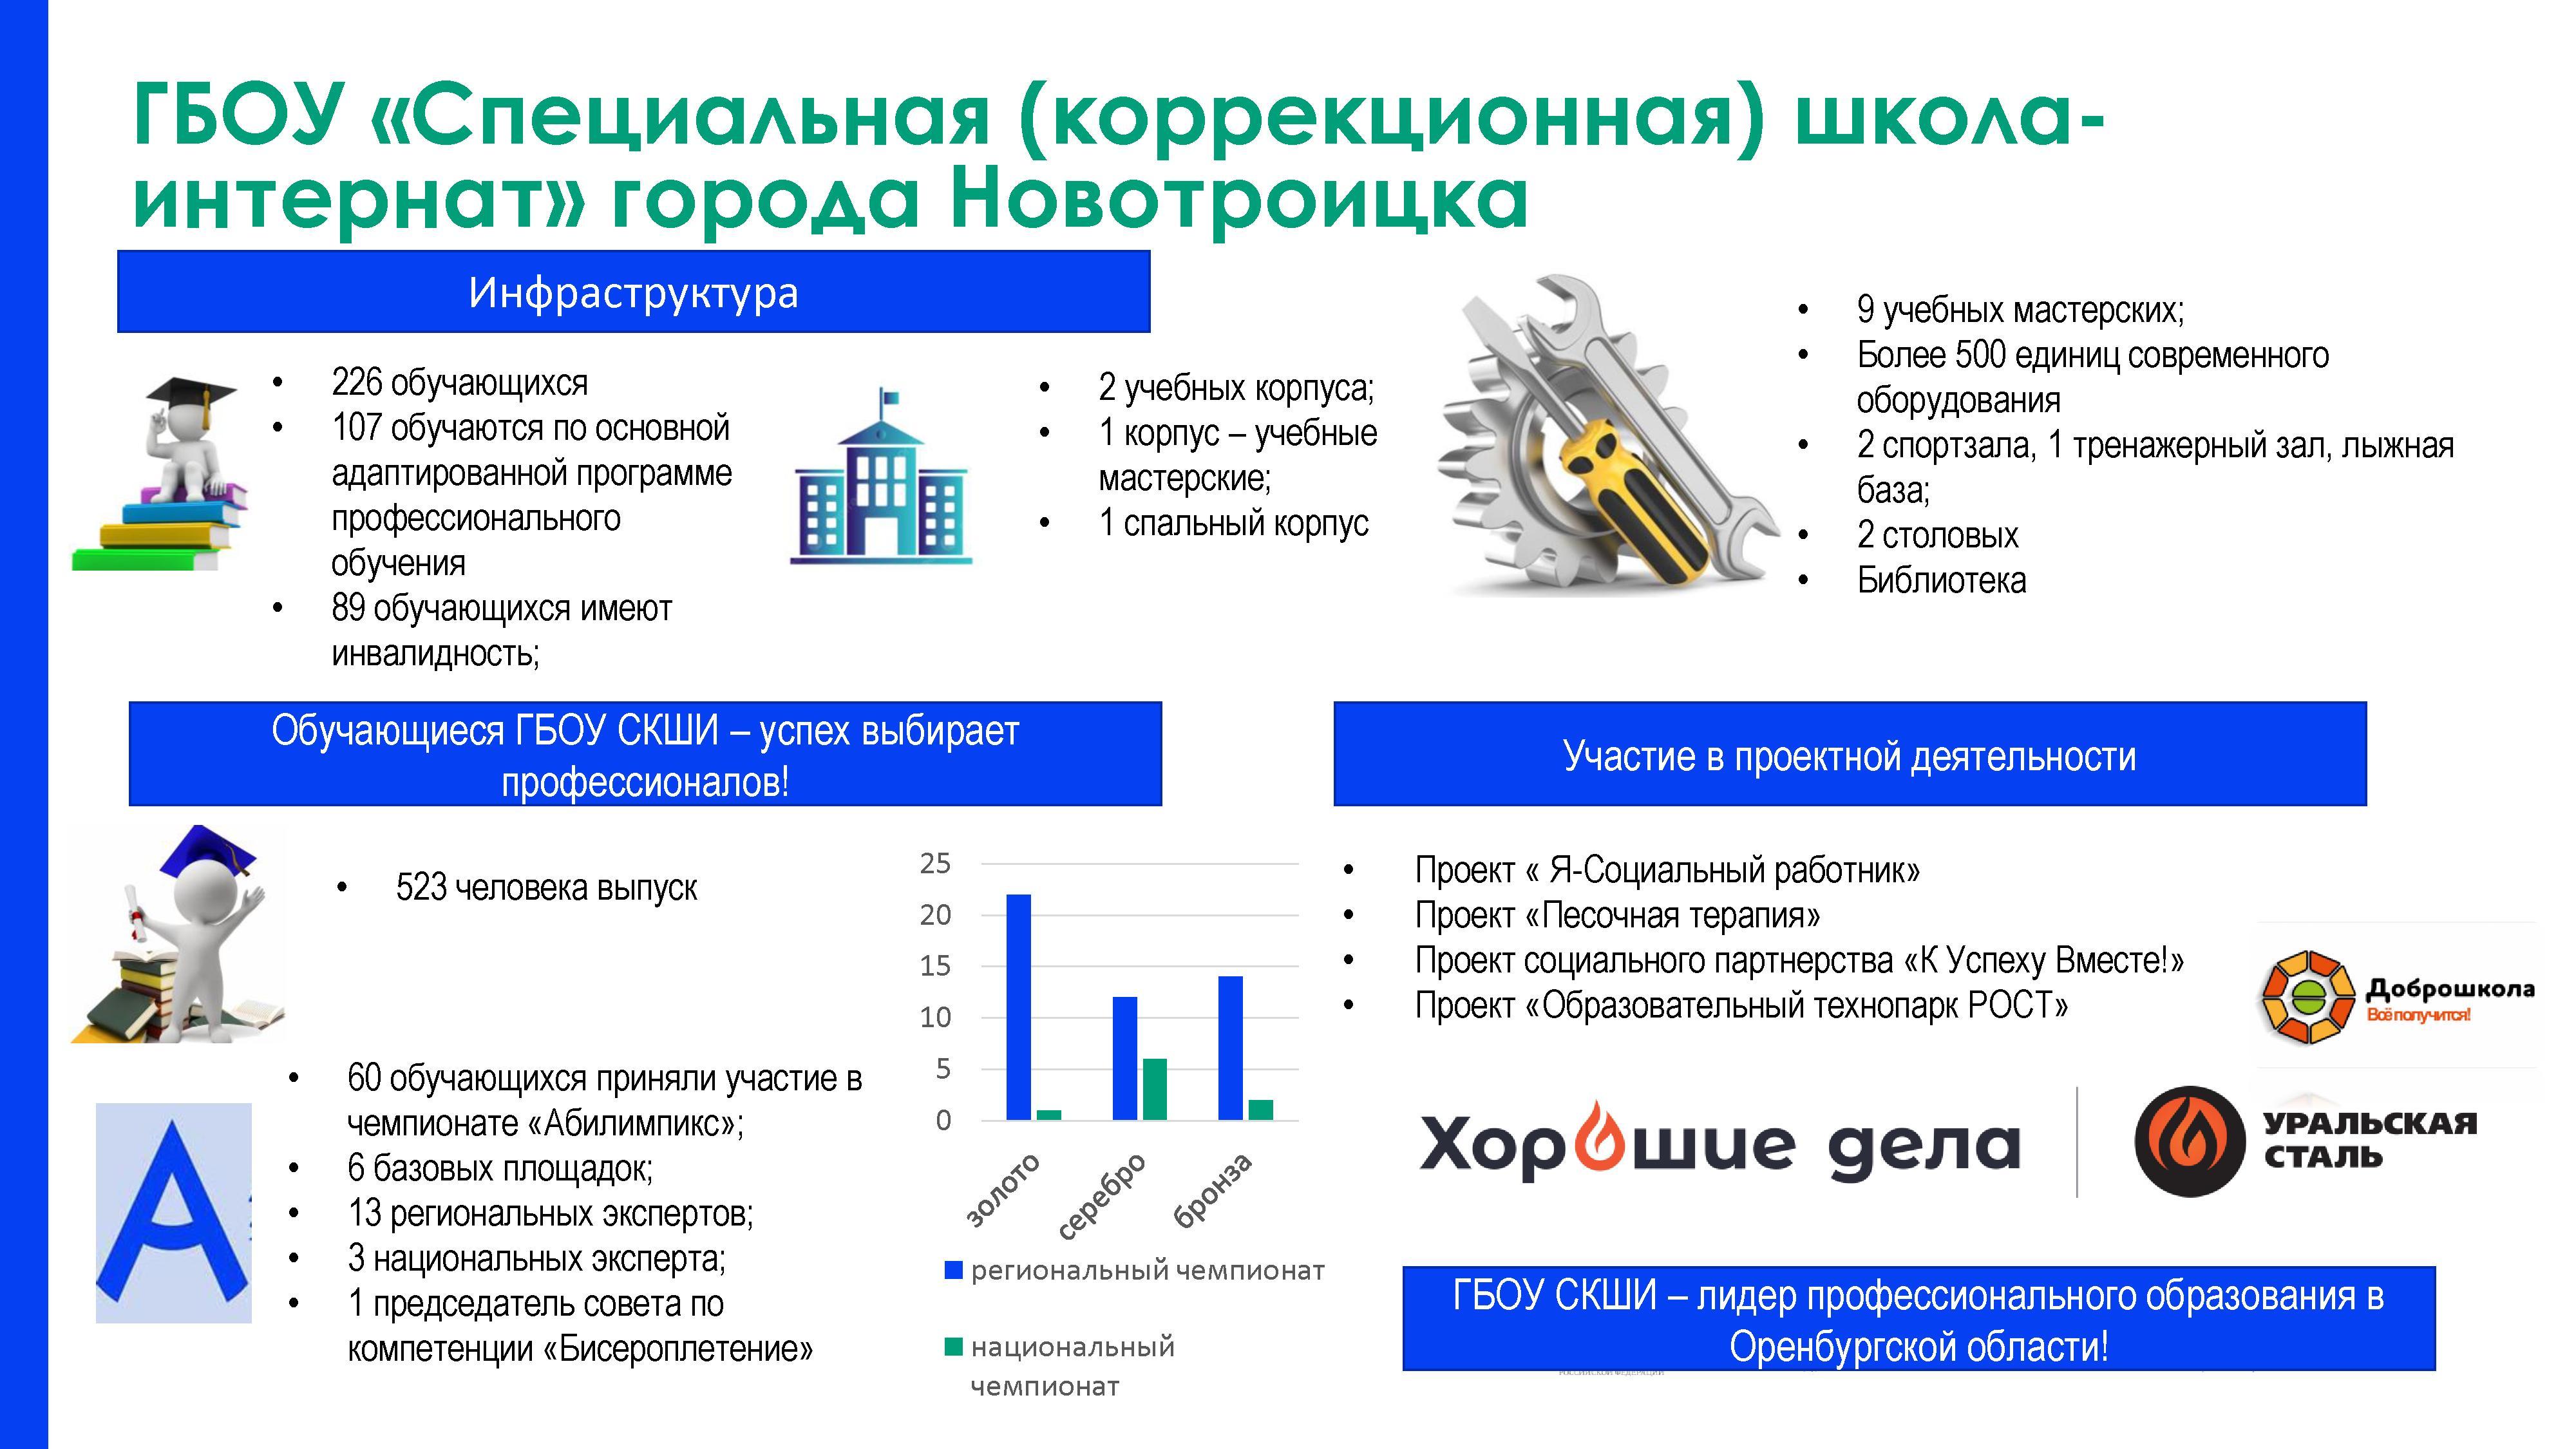 ГБОУ «Специальная (коррекционная) школа-
интернат» города Новотроицка
Инфраструктура
• 226 обучающихся
• 107 обучаются по основной
адаптированной программе
профессионального
обучения
• 89 обучающихся имеют
инвалидность;
• 2 учебных корпуса;
• 1 корпус – учебные
мастерские;
• 1 спальный корпус
• 9 учебных мастерских;
• Более 500 единиц современного
оборудования
• 2 спортзала, 1 тренажерный зал, лыжная
база;
• 2 столовых
• Библиотека
Обучающиеся ГБОУ СКШИ – успех выбирает
профессионалов!
• 523 человека выпуск
• 60 обучающихся приняли участие в
чемпионате «Абилимпикс»;
• 6 базовых площадок;
• 13 региональных экспертов;
• 3 национальных эксперта;
• 1 председатель совета по
компетенции «Бисероплетение»
25
20
15
10
5
0
золото
серебро
бронза
региональный чемпионат
национальный
чемпионат
Участие в проектной деятельности
• Проект « Я-Социальный работник»
• Проект «Песочная терапия»
• Проект социального партнерства «К Успеху Вместе!»
• Проект «Образовательный технопарк РОСТ»
Доброшкола
Всё получится!
Хорошие дела
УРАЛЬСКАЯ
СТАЛЬ
ГБОУ СКШИ – лидер профессионального образования в
Оренбургской области!
РОССИЙСКОЙ ФЕДЕРАЦИИ